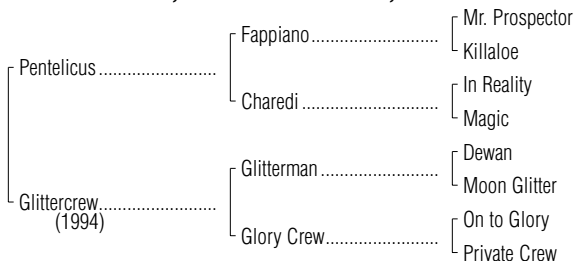 Mr. Prospector
Fappiano
Killaloe
Pentelicus
In Reality
Charedi
Magic
Dewan
Glitterman
Moon Glitter
Glittercrew
(1994)
On to Glory
Glory Crew
Private Crew